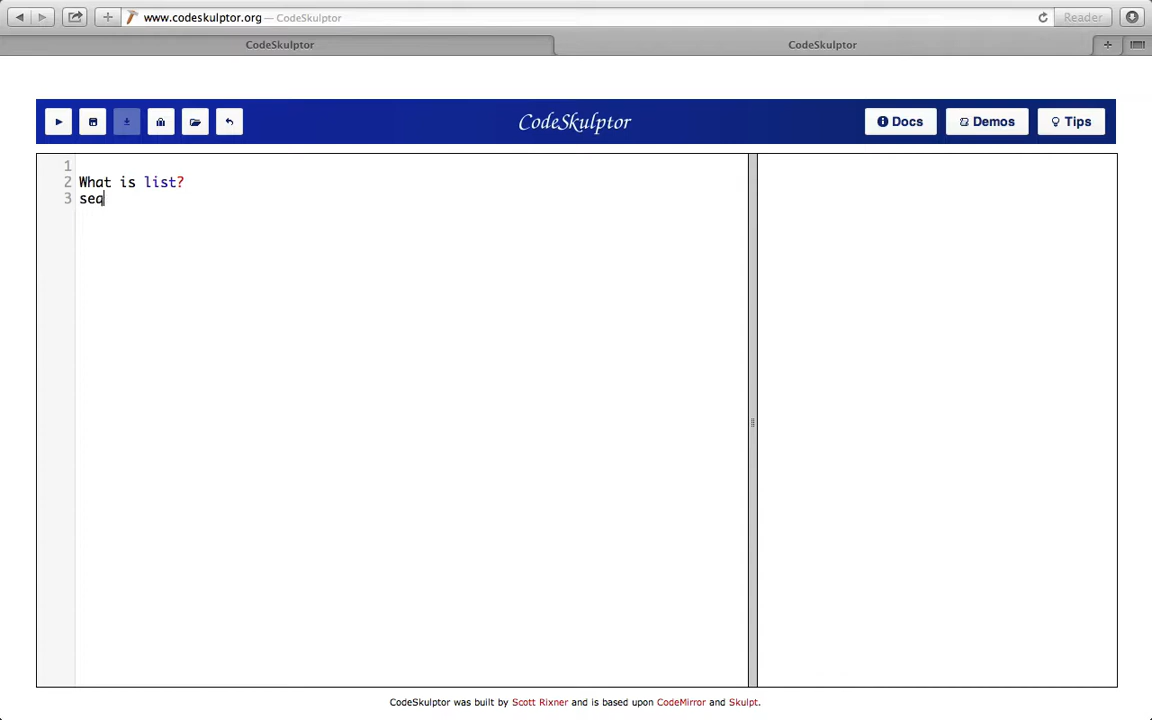 www.codeskulptor.org — CodeSkulptor
Reader
CodeSkulptor
CodeSkulptor
CodeSkulptor
Docs
Demos
Tips
1
2 What is list?
3 seq
CodeSkulptor was built by Scott Rixner and is based upon CodeMirror and Skulpt.